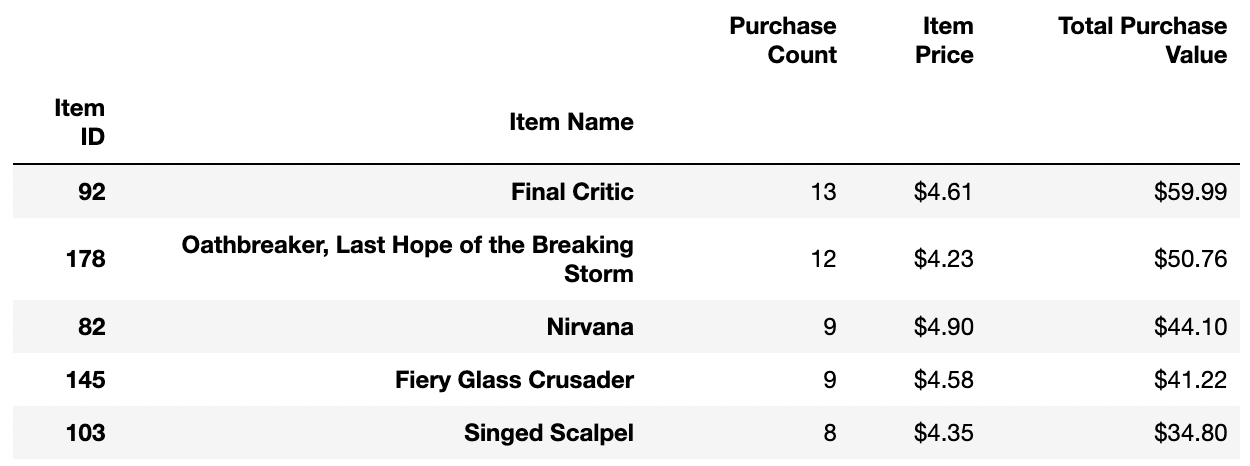 Purchase Count Item Price Total Purchase Value
Item ID Item Name
92 Final Critic 13 $4.61 $59.99
178 Oathbreaker, Last Hope of the Breaking Storm 12 $4.23 $50.76
82 Nirvana 9 $4.90 $44.10
145 Fiery Glass Crusader 9 $4.58 $41.22
103 Singed Scalpel 8 $4.35 $34.80